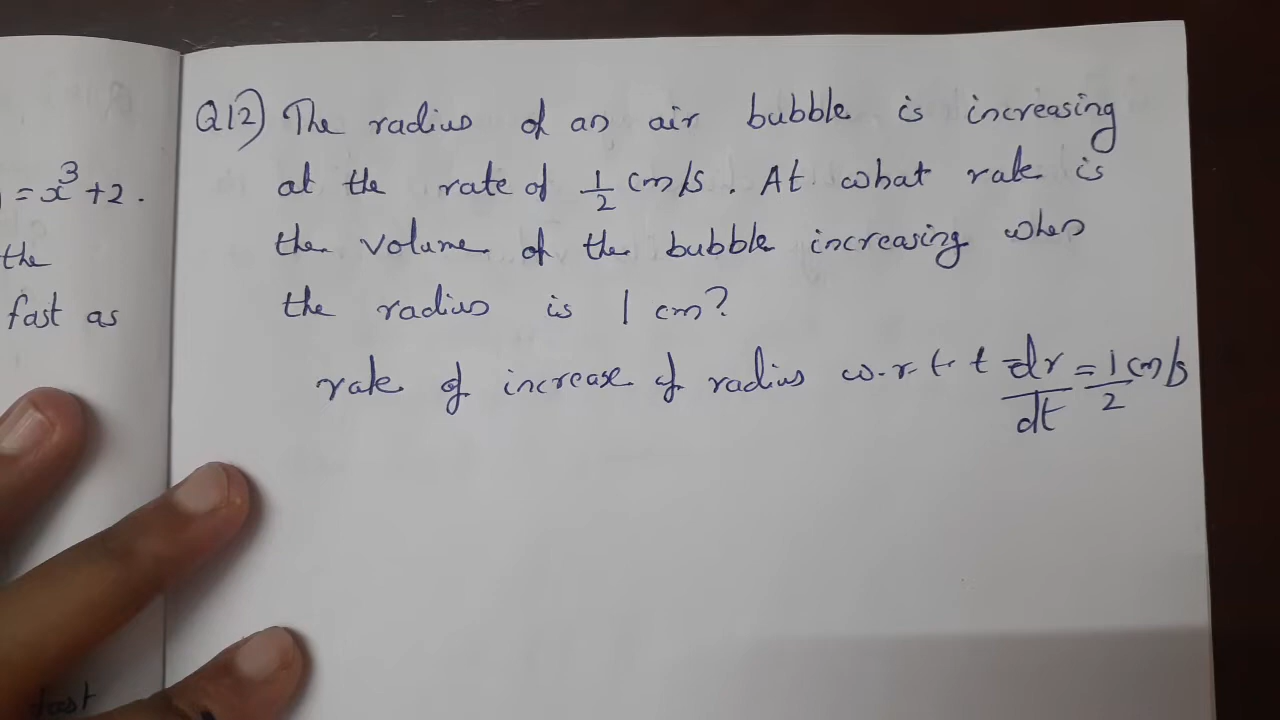 = x³ + 2 .
the
fast as
Q12) The radius of an air bubble is increasing
at the rate of 1/2 cm/s . At what rate is
the volume of the bubble increasing when
the radius is 1 cm?
rate of increase of radius w.r.t. t = dr/dt = 1/2 cm/s